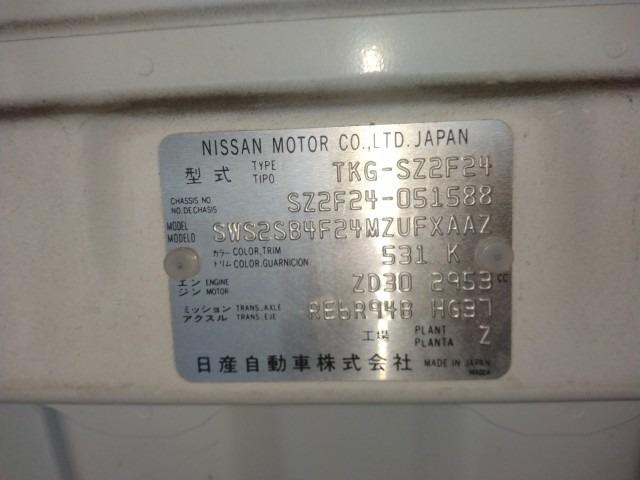 NISSAN MOTOR CO.,LTD. JAPAN
型式 TYPE TIPO TKG-SZ2F24
CHASSIS NO NO.DE CHASIS SZ2F24-051588
MODEL MODELO SWS2SB4F24MZUFXAAZ
カラー COLOR,TRIM 531 K
トリム COLOR,GUARNICION
エンジン ENGINE MOTOR ZD30 2953 CC
ミッション TRANS.,AXLE RE6R94B HG37
アクスル TRANS.,EJE
工場 PLANT PLANTA Z
日産自動車株式会社 MADE IN JAPAN